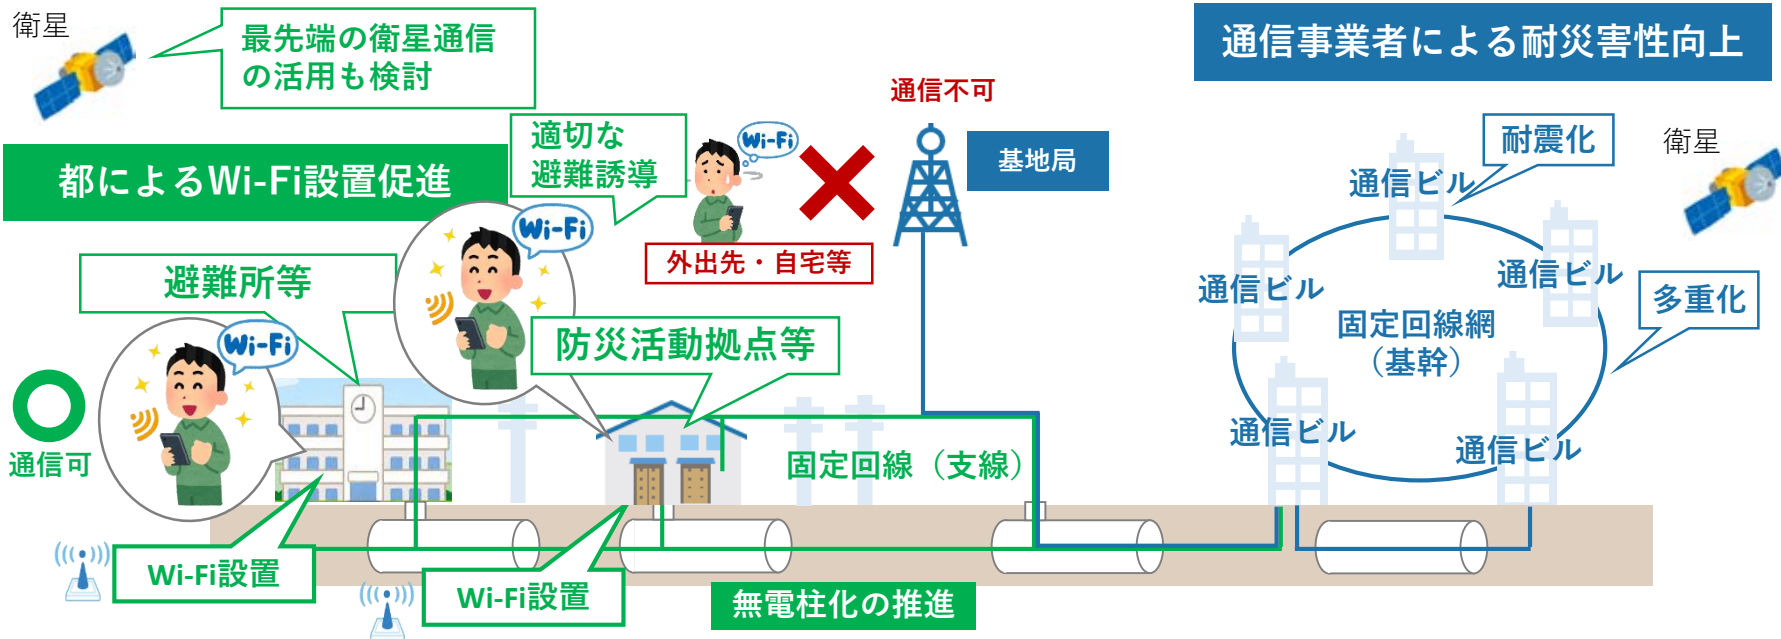 衛星
最先端の衛星通信
の活用も検討
都によるWi-Fi設置促進
適切な
避難誘導
Wi-Fi
通信不可
基地局
外出先・自宅等
Wi-Fi
避難所等
Wi-Fi
防災活動拠点等
通信可
固定回線（支線）
Wi-Fi設置
Wi-Fi設置
無電柱化の推進
通信事業者による耐災害性向上
耐震化
衛星
通信ビル
通信ビル
通信ビル
多重化
固定回線網
（基幹）
通信ビル
通信ビル